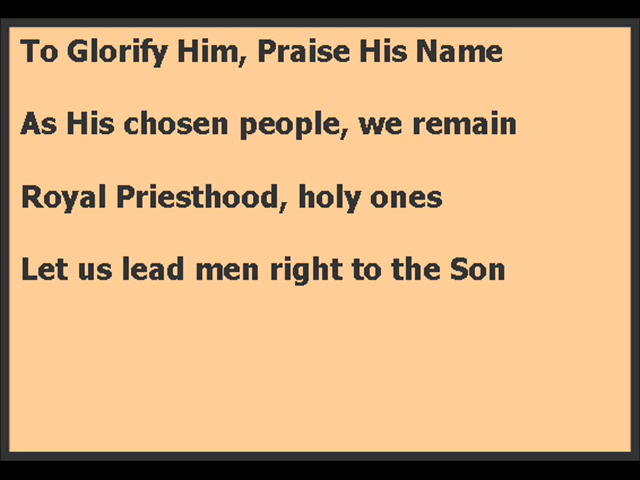 To Glorify Him, Praise His Name
As His chosen people, we remain
Royal Priesthood, holy ones
Let us lead men right to the Son